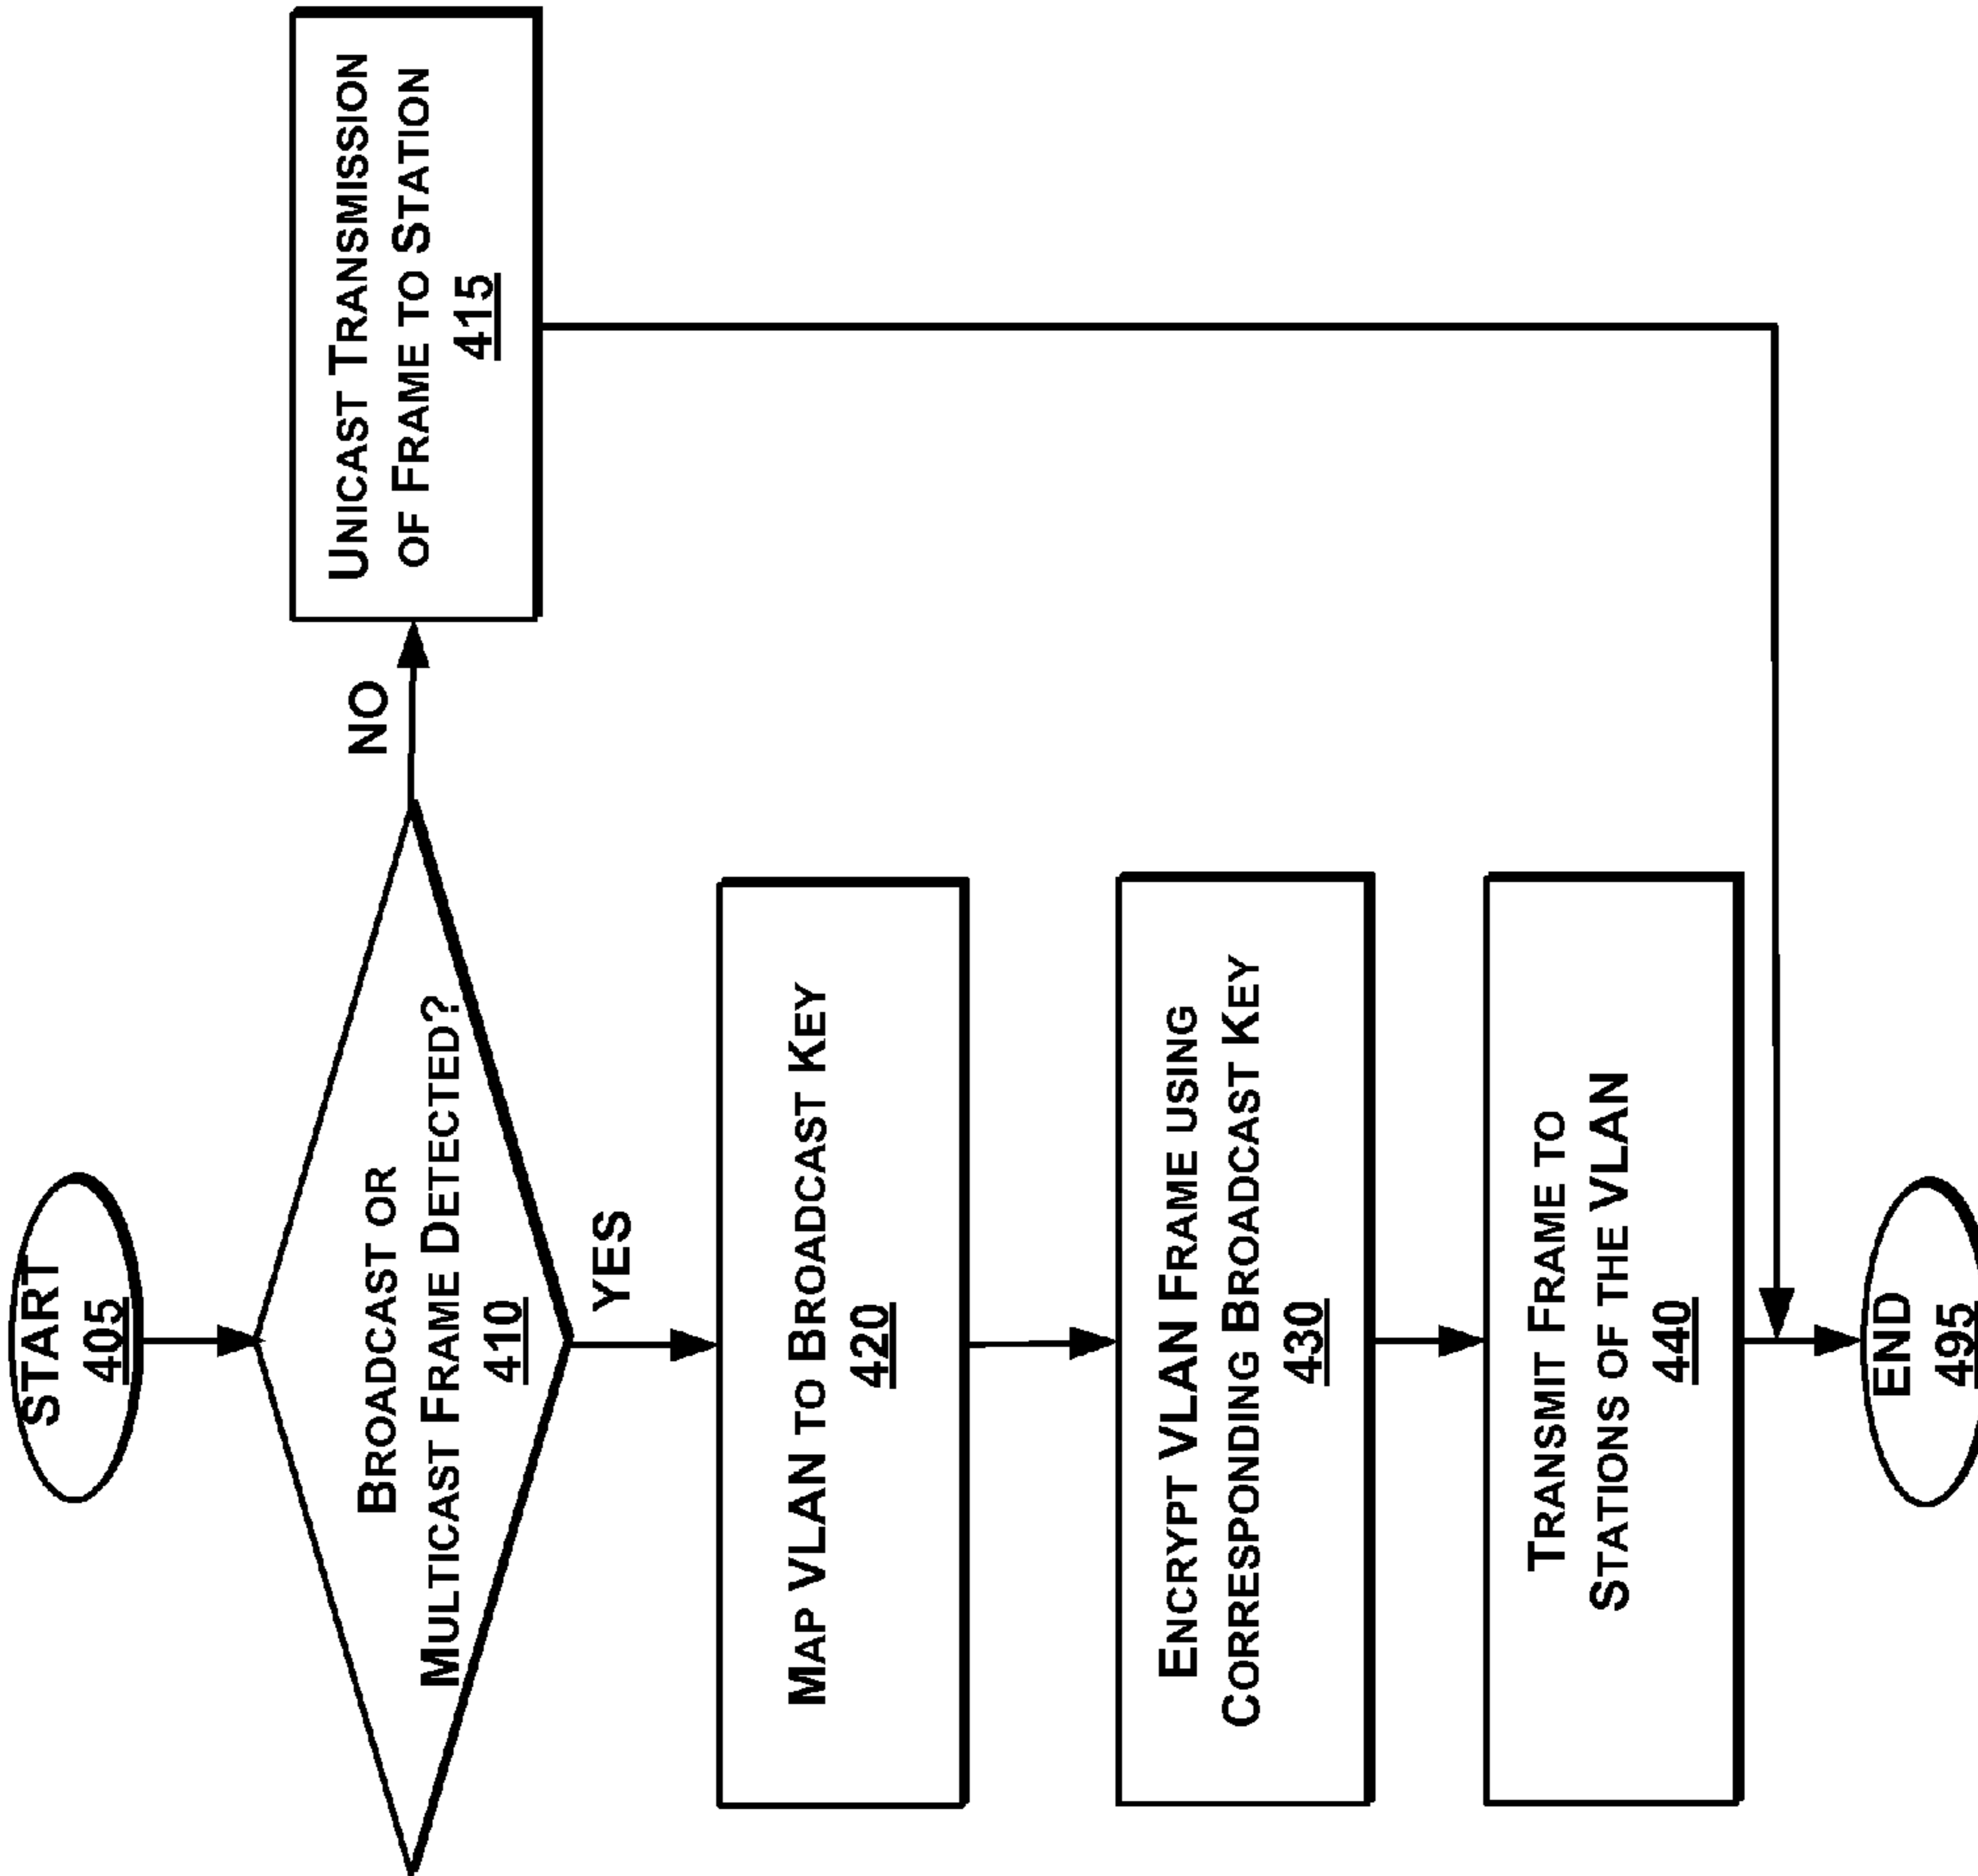 START
405
BROADCAST OR
MULTICAST FRAME DETECTED?
410
NO
UNICAST TRANSMISSION
OF FRAME TO STATION
415
YES
MAP VLAN TO BROADCAST KEY
420
ENCRYPT VLAN FRAME USING
CORRESPONDING BROADCAST KEY
430
TRANSMIT FRAME TO
STATIONS OF THE VLAN
440
END
495